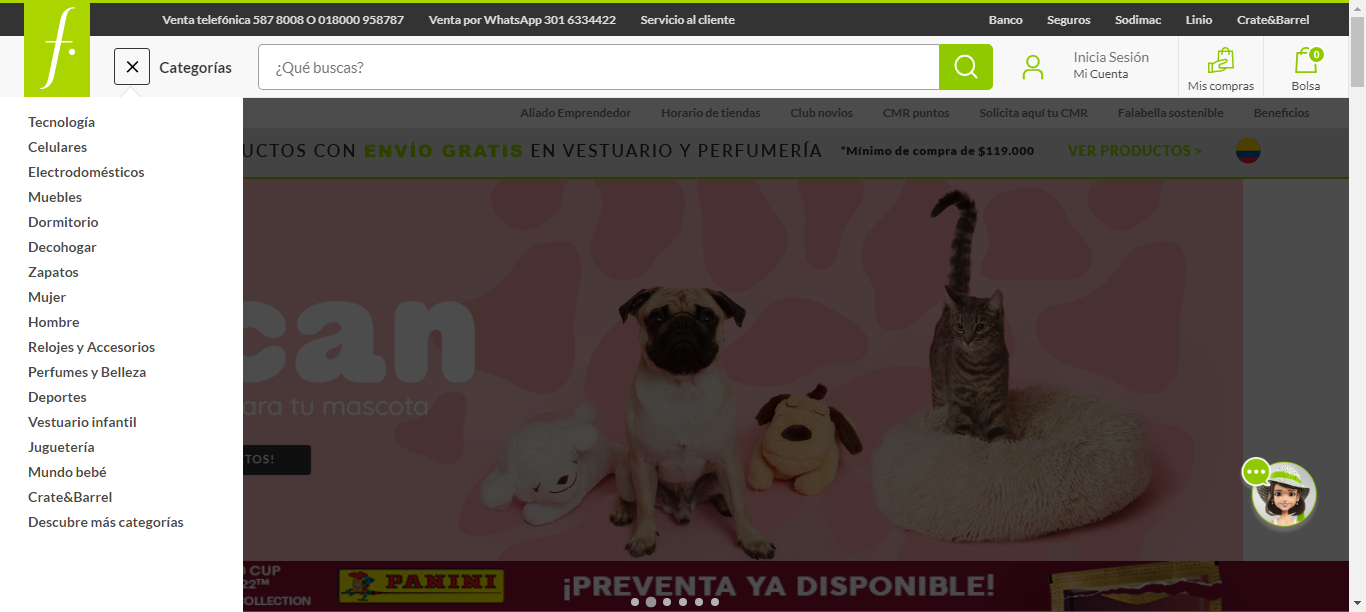 Venta telefónica 587 8008 O 018000 958787 Venta por WhatsApp 301 6334422 Servicio al cliente Banco Seguros Sodimac Linio Crate&Barrel
f.
Categorías
¿Qué buscas?
Inicia Sesión
Mi Cuenta
Mis compras
0
Bolsa
Aliado Emprendedor Horario de tiendas Club novios CMR puntos Solicita aquí tu CMR Falabella sostenible Beneficios
UCTOS CON ENVÍO GRATIS EN VESTUARIO Y PERFUMERÍA *Mínimo de compra de $119.000 VER PRODUCTOS >
Tecnología
Celulares
Electrodomésticos
Muebles
Dormitorio
Decohogar
Zapatos
Mujer
Hombre
Relojes y Accesorios
Perfumes y Belleza
Deportes
Vestuario infantil
Juguetería
Mundo bebé
Crate&Barrel
Descubre más categorías
can
ara tu mascota
TOS!
CUP
22™
OLLECTION
PANINI
¡PREVENTA YA DISPONIBLE!